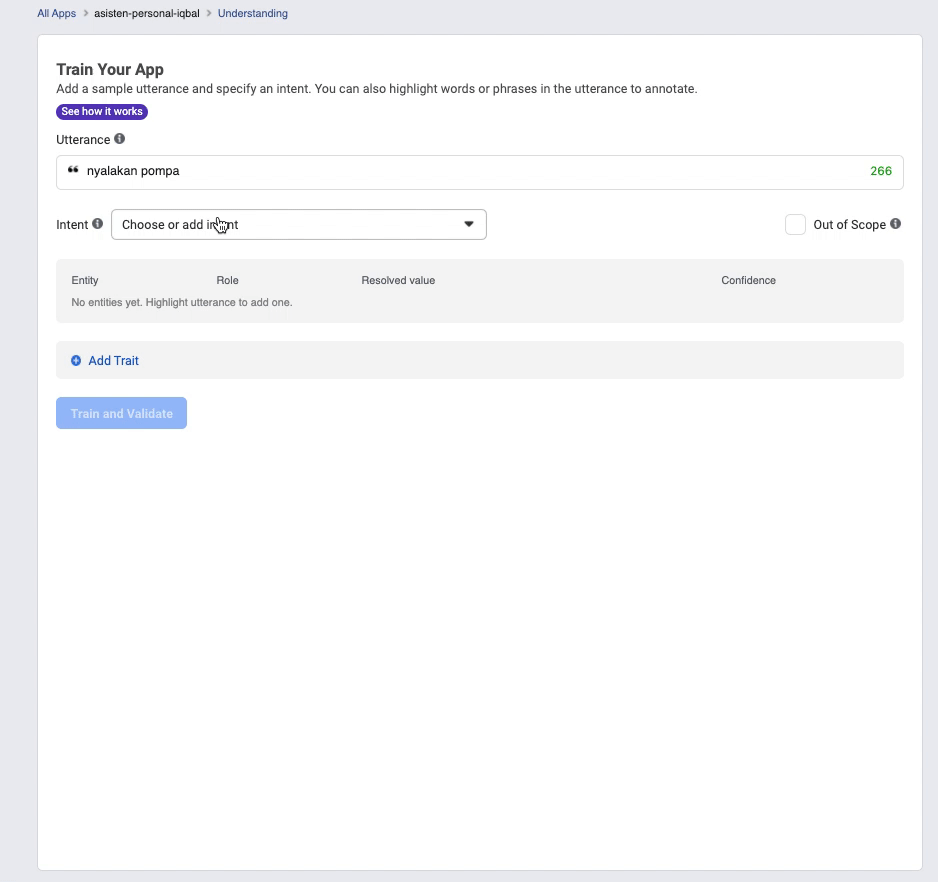 All Apps > asisten-personal-iqbal > Understanding
Train Your App
Add a sample utterance and specify an intent. You can also highlight words or phrases in the utterance to annotate.
See how it works
Utterance
❝ nyalakan pompa 266
Intent Choose or add intent Out of Scope
Entity Role Resolved value Confidence
No entities yet. Highlight utterance to add one.
Add Trait
Train and Validate